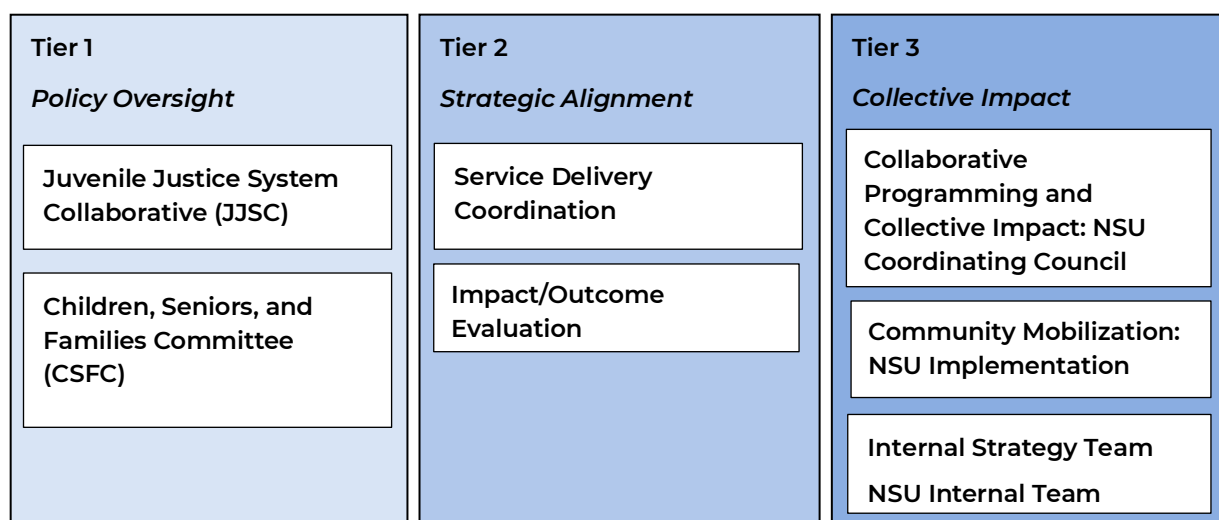 Tier 1
Policy Oversight
Juvenile Justice System
Collaborative (JJSC)
Children, Seniors, and
Families Committee
(CSFC)
Tier 2
Strategic Alignment
Service Delivery
Coordination
Impact/Outcome
Evaluation
Tier 3
Collective Impact
Collaborative
Programming and
Collective Impact: NSU
Coordinating Council
Community Mobilization:
NSU Implementation
Internal Strategy Team
NSU Internal Team